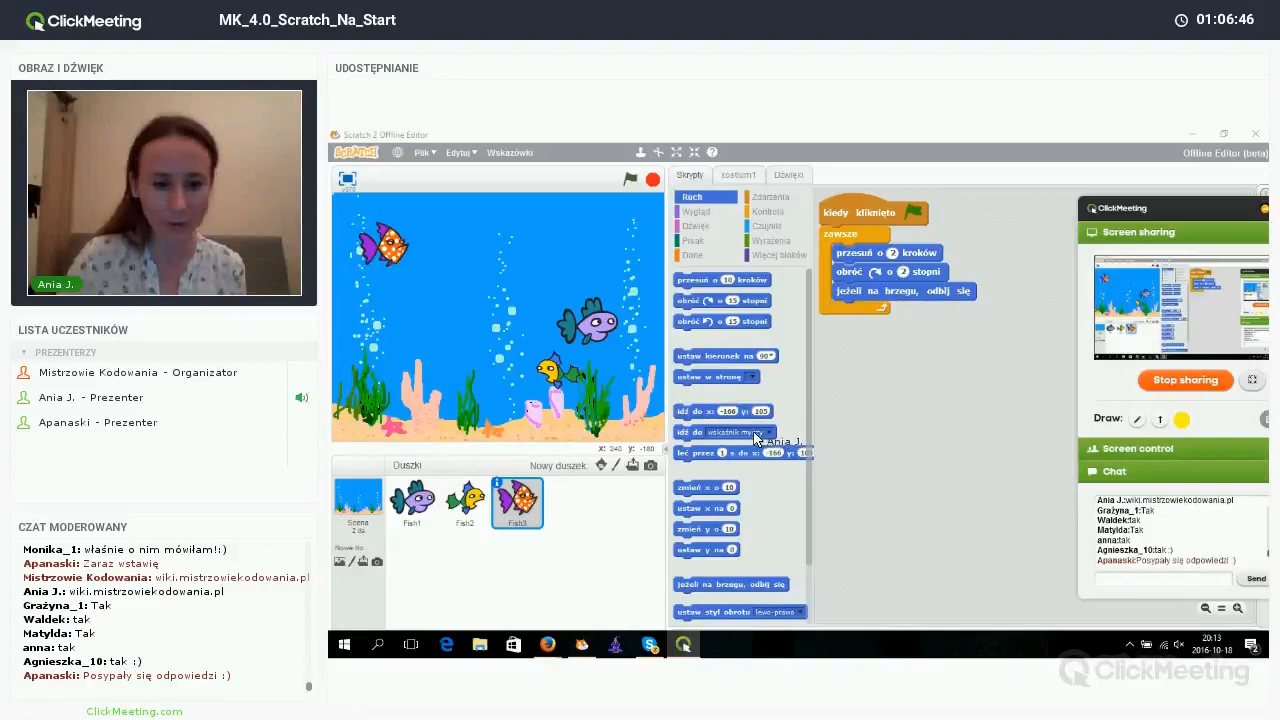 ClickMeeting
MK_4.0_Scratch_Na_Start
01:06:46
OBRAZ I DŹWIĘK
Ania J.
LISTA UCZESTNIKÓW
PREZENTERZY
Mistrzowie Kodowania - Organizator
Ania J. - Prezenter
Apanaski - Prezenter
CZAT MODEROWANY
Monika_1: właśnie o nim mówiłam!:)
Apanaski: Zaraz wstawię
Mistrzowie Kodowania: wiki.mistrzowiekodowania.pl
Ania J.: wiki.mistrzowiekodowania.pl
Grażyna_1: Tak
Waldek: tak
Matylda: Tak
anna: tak
Agnieszka_10: tak :)
Apanaski: Posypały się odpowiedzi :)
ClickMeeting.com
UDOSTĘPNIANIE
Scratch 2 Offline Editor
SCRATCH
Plik
Edytuj
Wskazówki
Offline Editor (beta)
x: 240 y: -180
Duszki
Nowy duszek:
Scena
Fish1
Fish2
Fish3
Nowe tło
Skrypty
kostium1
Dźwięki
Ruch
Wygląd
Dźwięk
Pisak
Dane
Zdarzenia
Kontrola
Czujniki
Wyrażenia
Więcej bloków
przesuń o 10 kroków
obróć o 15 stopni
obróć o 15 stopni
ustaw kierunek na 90
ustaw w stronę
idź do x: -166 y: 105
idź do wskaźnik myszy
Ania J.
leć przez 1 s do x: -166 y:
zmień x o 10
ustaw x na 0
zmień y o 10
ustaw y na 0
jeżeli na brzegu, odbij się
ustaw styl obrotu lewo-prawo
kiedy kliknięto
zawsze
przesuń o 2 kroków
obróć o 2 stopni
jeżeli na brzegu, odbij się
ClickMeeting
Screen sharing
Stop sharing
Draw:
Screen control
Chat
Ania J.:wiki.mistrzowiekodowania.pl
Grażyna_1:Tak
Waldek:tak
Matylda:Tak
anna:tak
Agnieszka_10:tak :)
Apanaski:Posypały się odpowiedzi :)
Send
20:13
2016-10-18
ClickMeeting